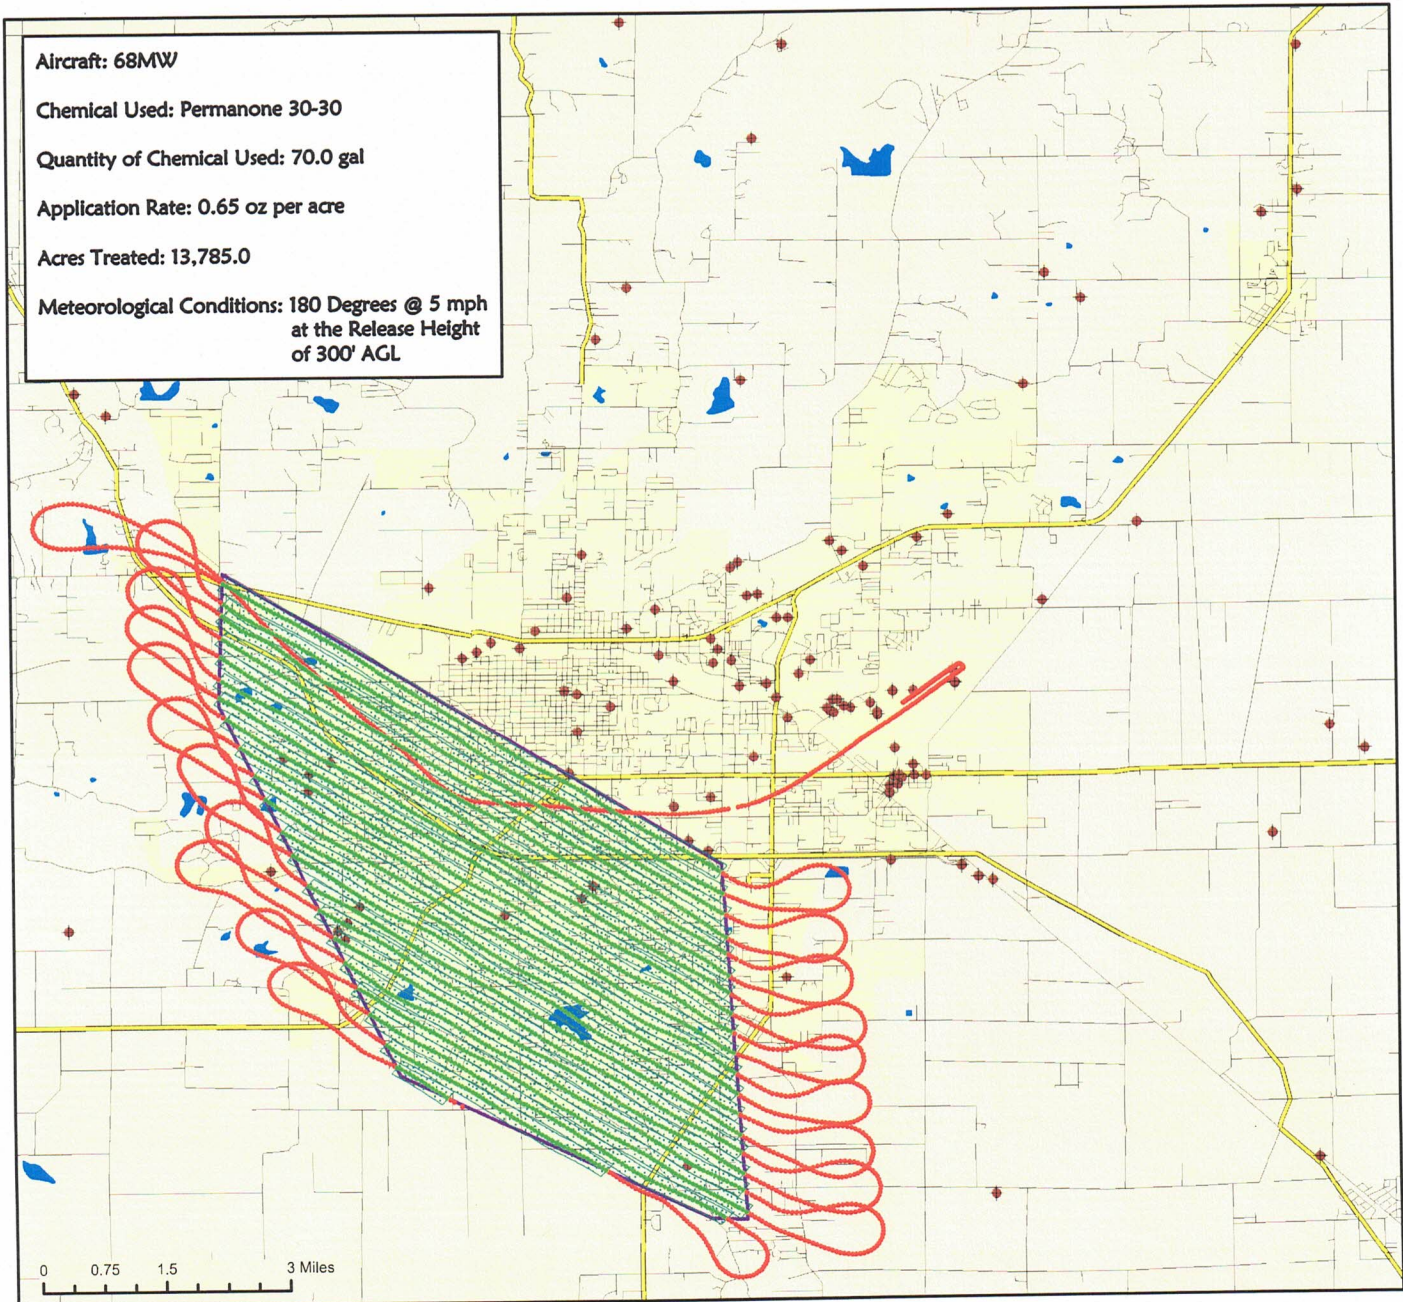 Aircraft: 68MW
Chemical Used: Permanone 30-30
Quantity of Chemical Used: 70.0 gal
Application Rate: 0.65 oz per acre
Acres Treated: 13,785.0
Meteorological Conditions: 180 Degrees @ 5 mph
at the Release Height
of 300' AGL
0 0.75 1.5 3 Miles